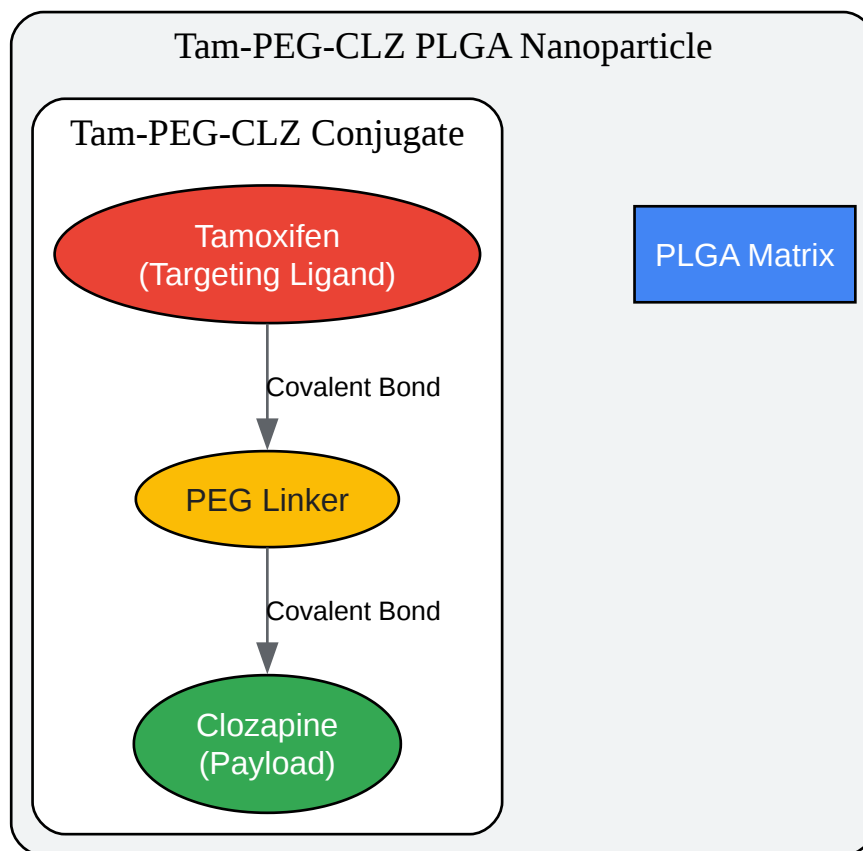 Tam-PEG-CLZ PLGA Nanoparticle
Tam-PEG-CLZ Conjugate
Tamoxifen
(Targeting Ligand)
PLGA Matrix
Covalent Bond
PEG Linker
Covalent Bond
Clozapine
(Payload)